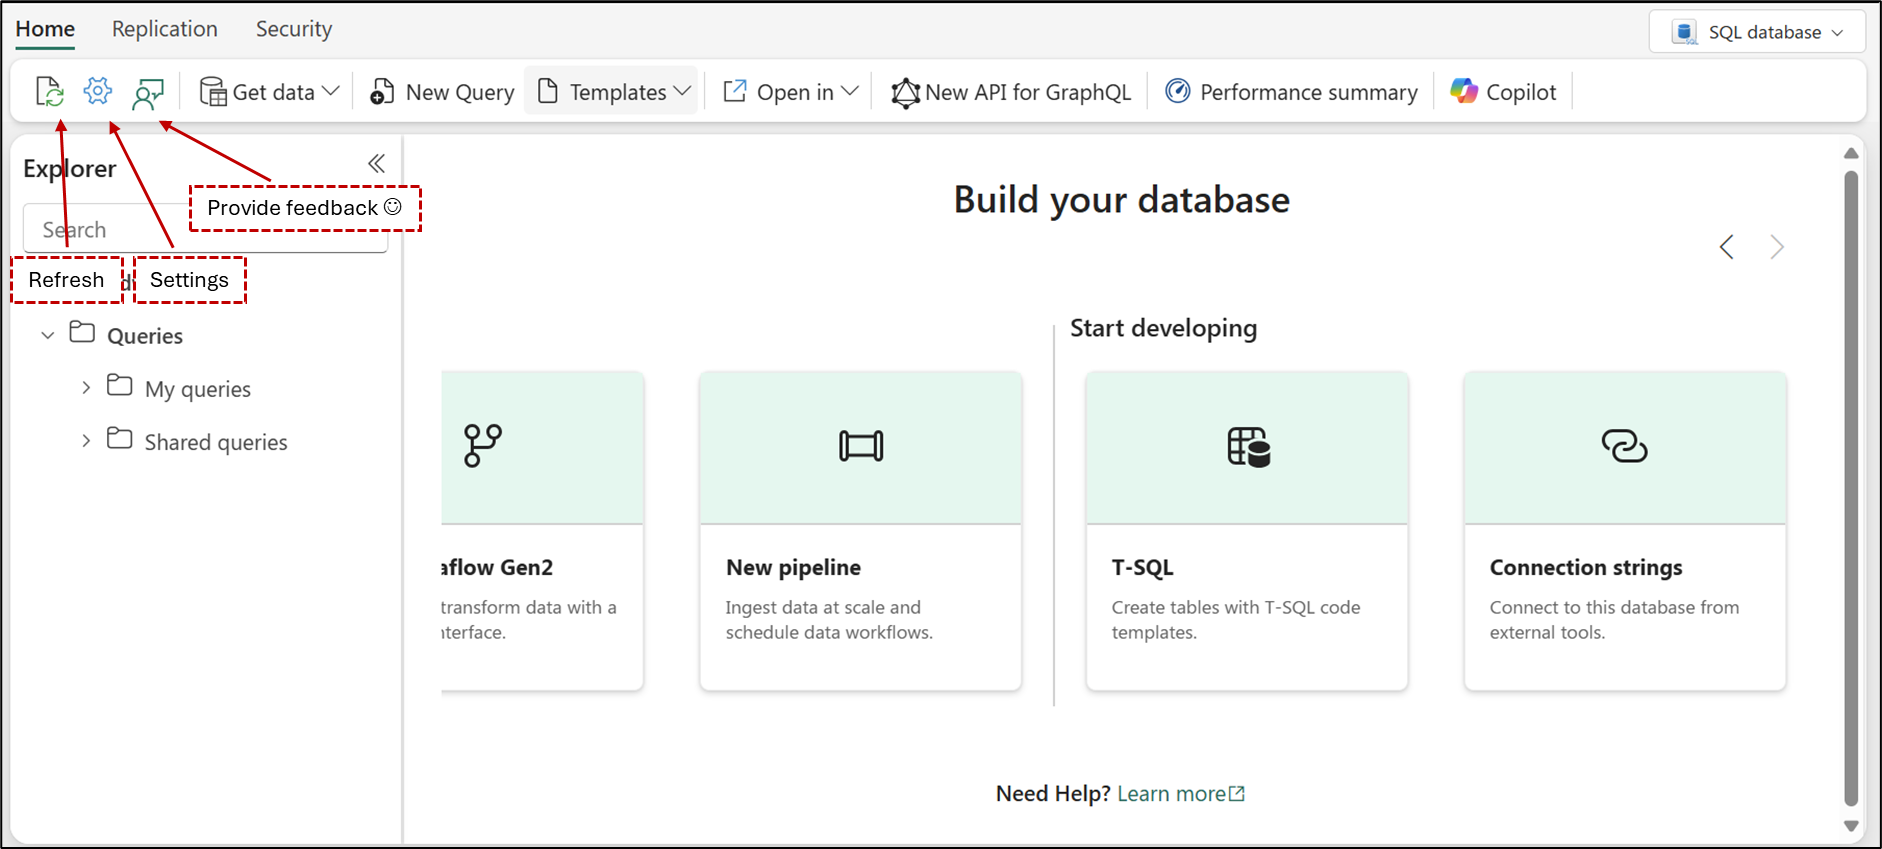 Home Replication Security
SQL database
Get data New Query Templates Open in New API for GraphQL Performance summary Copilot
Explorer
Provide feedback ☺
Search
Refresh Settings
Queries
My queries
Shared queries
Build your database
Start developing
aflow Gen2
transform data with a
nterface.
New pipeline
Ingest data at scale and
schedule data workflows.
T-SQL
Create tables with T-SQL code
templates.
Connection strings
Connect to this database from
external tools.
Need Help? Learn more